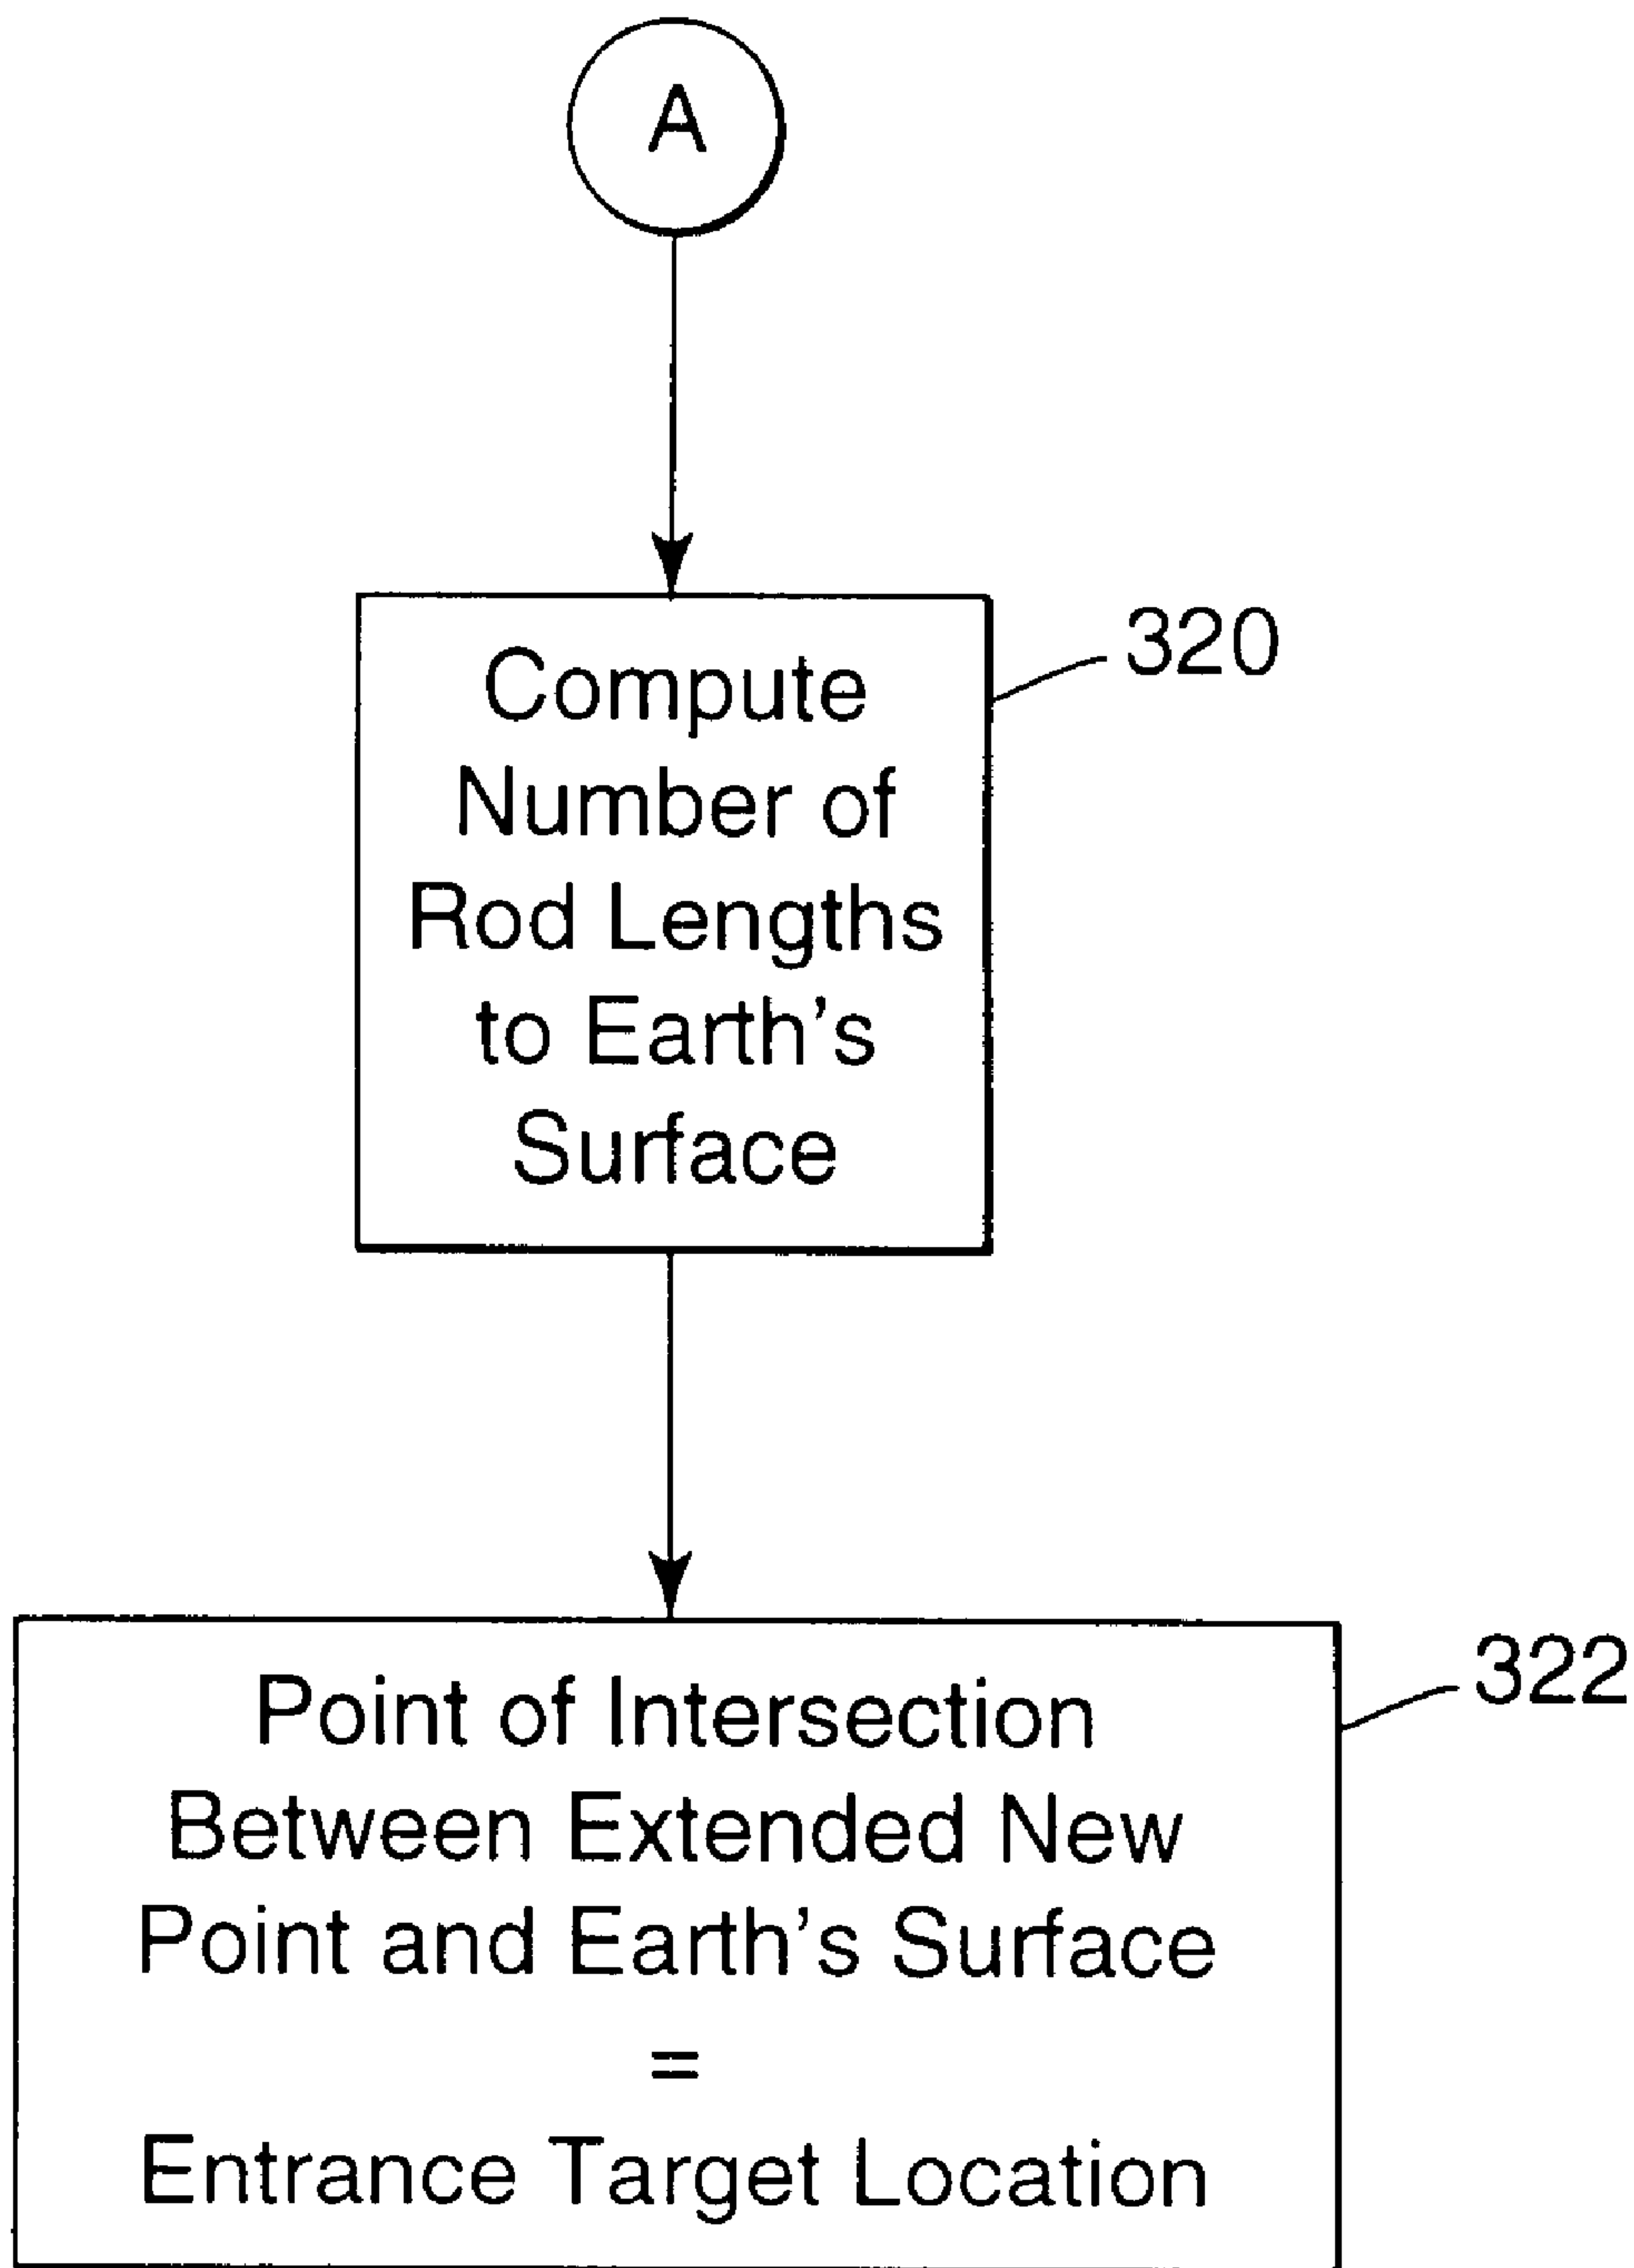 A
320
Compute
Number of
Rod Lengths
to Earth's
Surface
322
Point of Intersection
Between Extended New
Point and Earth's Surface
=
Entrance Target Location